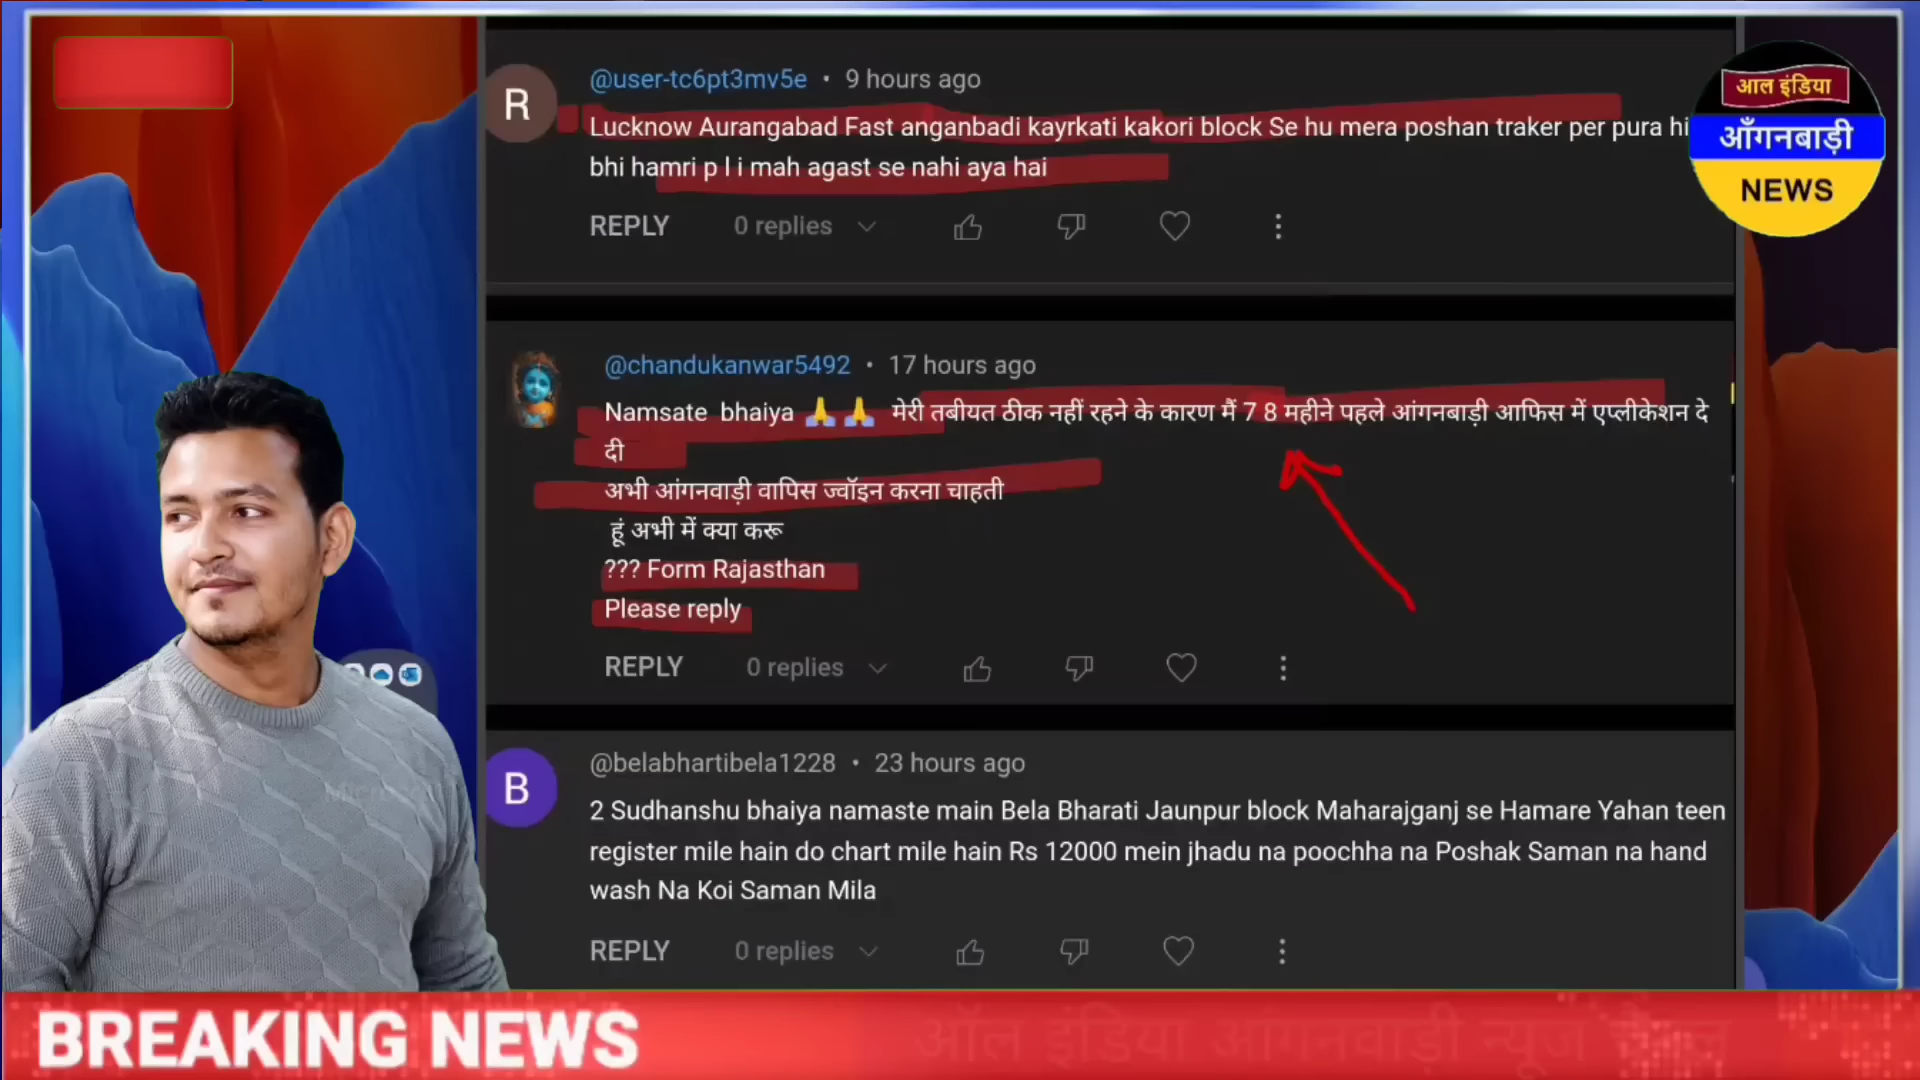 @user-tc6pt3mv5e • 9 hours ago
R
Lucknow Aurangabad Fast anganbadi kayrkati kakori block Se hu mera poshan traker per pura hi
bhi hamri p l i mah agast se nahi aya hai
REPLY 0 replies
आल इंडिया
आँगनबाड़ी
NEWS
@chandukanwar5492 • 17 hours ago
Namsate bhaiya 🙏 🙏 मेरी तबीयत ठीक नहीं रहने के कारण मैं 7 8 महीने पहले आंगनबाड़ी आफिस में एप्लीकेशन दे
दी
अभी आंगनवाड़ी वापिस ज्वॉइन करना चाहती
हूं अभी में क्या करू
??? Form Rajasthan
Please reply
REPLY 0 replies
@belabhartibela1228 • 23 hours ago
B
2 Sudhanshu bhaiya namaste main Bela Bharati Jaunpur block Maharajganj se Hamare Yahan teen
register mile hain do chart mile hain Rs 12000 mein jhadu na poochha na Poshak Saman na hand
wash Na Koi Saman Mila
REPLY 0 replies
BREAKING NEWS
ऑल इंडिया आंगनवाड़ी न्यूज